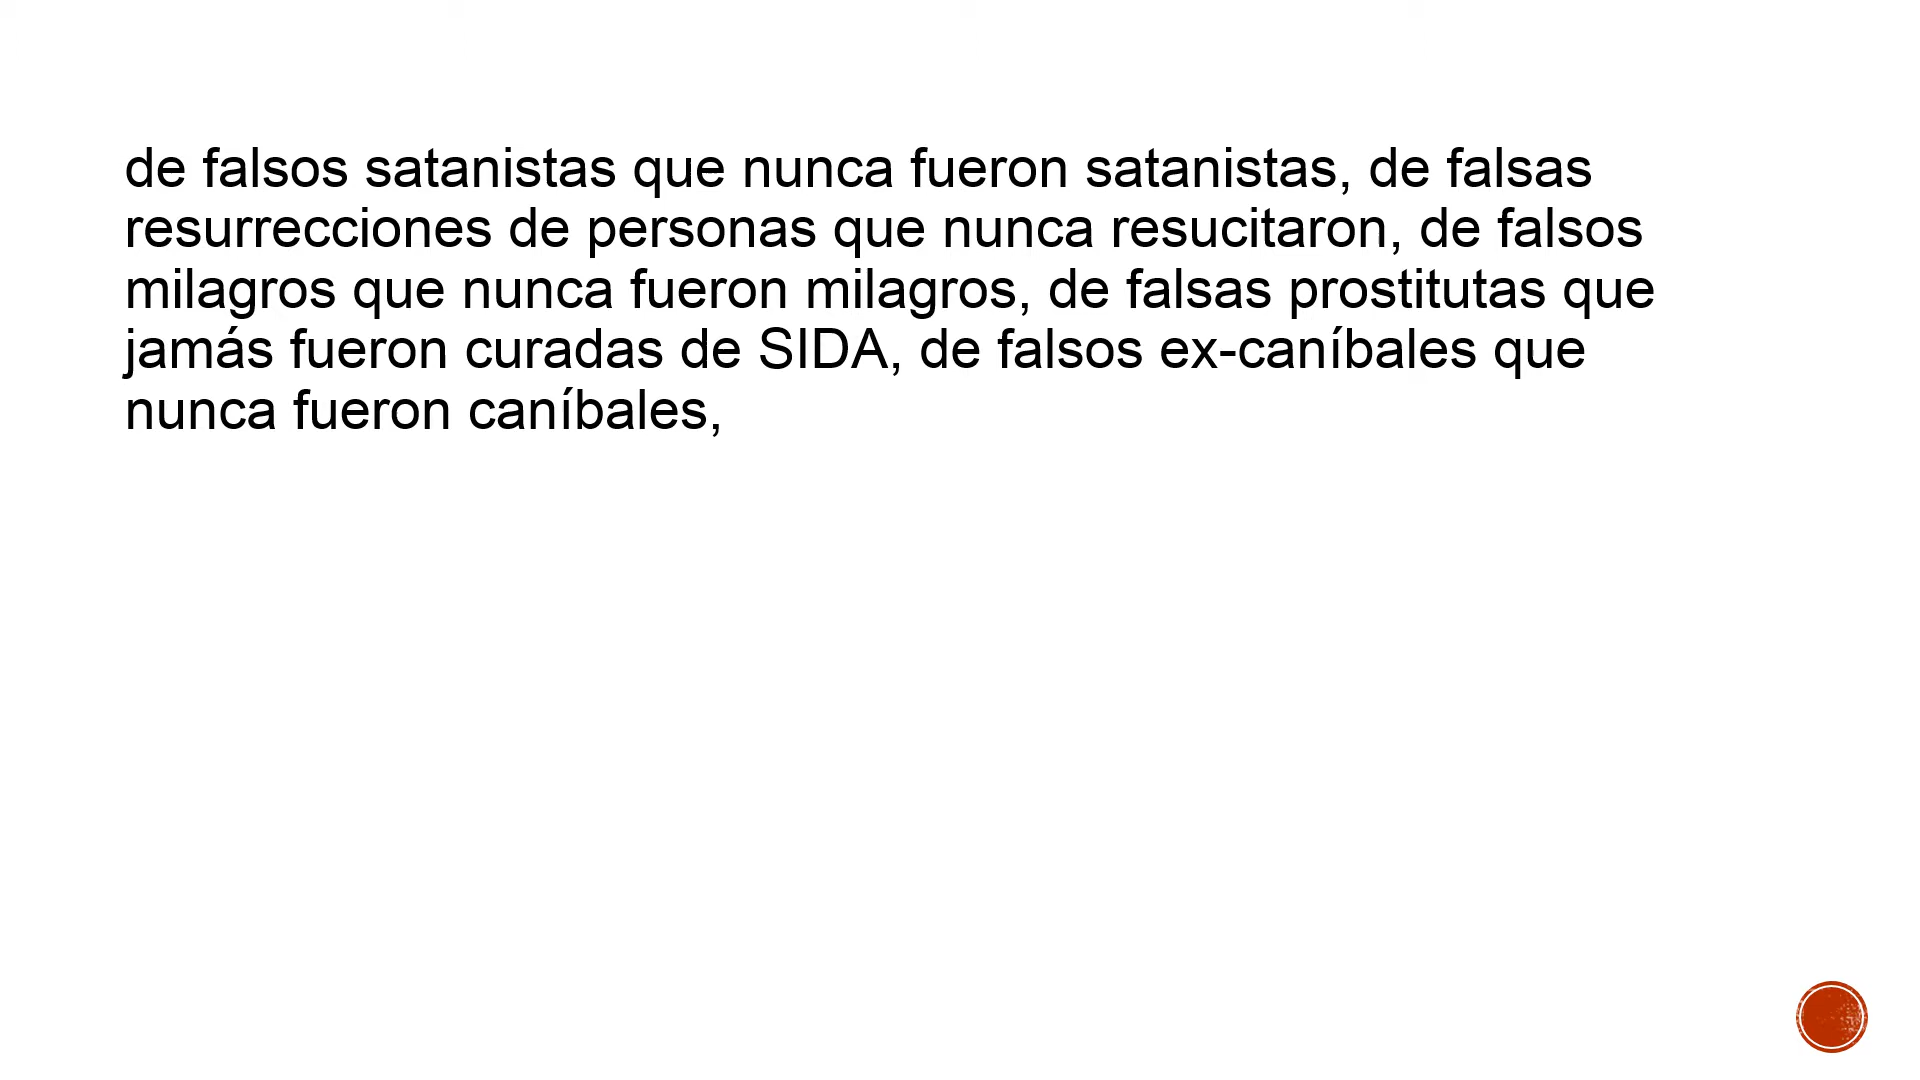 de falsos satanistas que nunca fueron satanistas, de falsas
resurrecciones de personas que nunca resucitaron, de falsos
milagros que nunca fueron milagros, de falsas prostitutas que
jamás fueron curadas de SIDA, de falsos ex-caníbales que
nunca fueron caníbales,